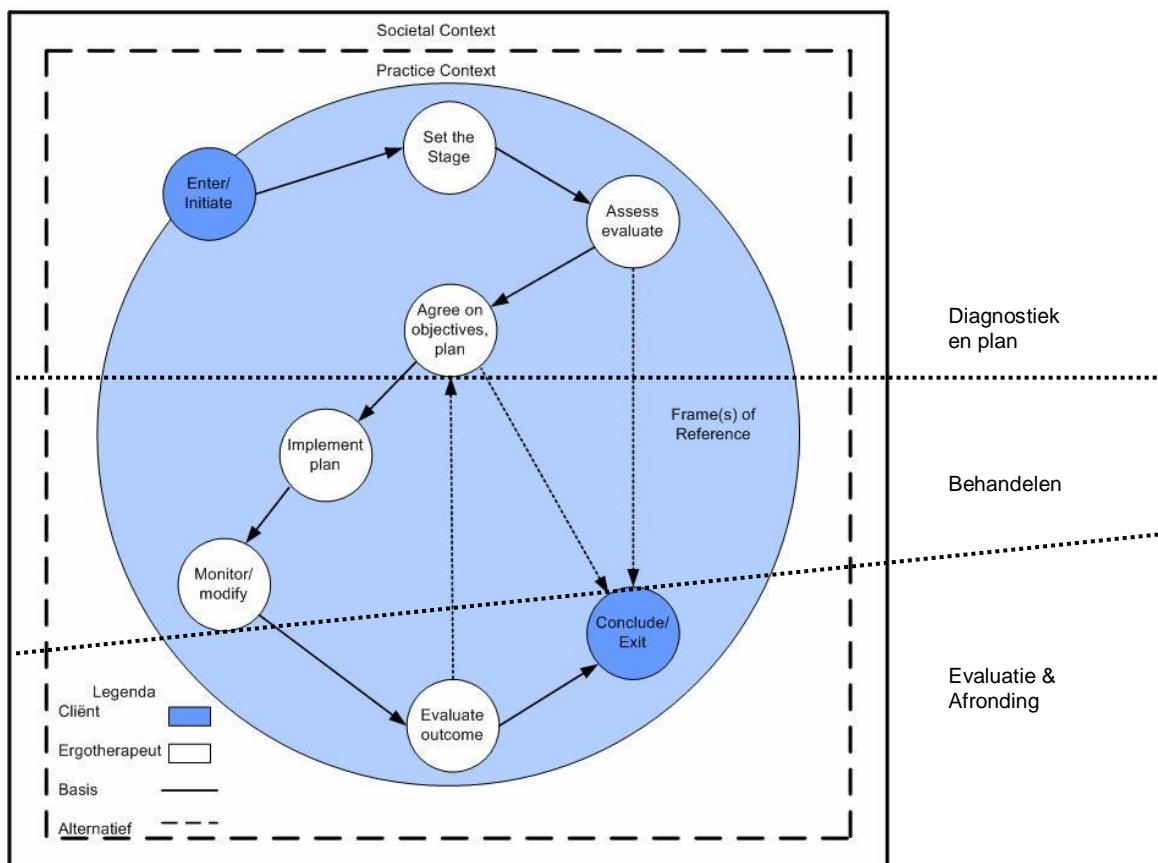 Societal Context
Practice Context
Set the
Stage
Enter/
Initiate
Assess
evaluate
Agree on
objectives,
plan
Diagnostiek
en plan
Frame(s) of
Reference
Implement
plan
Behandelen
Monitor/
modify
Conclude/
Exit
Evaluate
outcome
Evaluatie &
Afronding
Legenda
Cliënt
Ergotherapeut
Basis
Alternatief